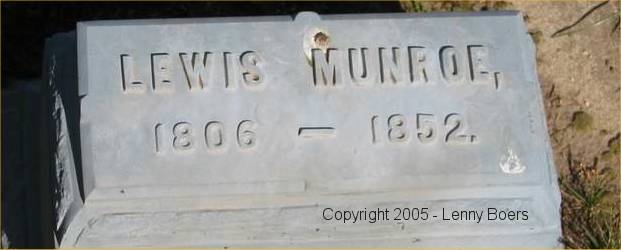 LEWIS MUNROE,
1806 — 1852.
Copyright 2005 - Lenny Boers